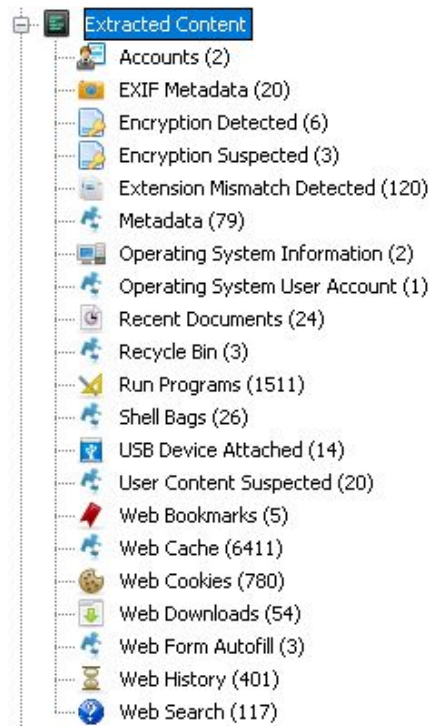 Extracted Content
Accounts (2)
EXIF Metadata (20)
Encryption Detected (6)
Encryption Suspected (3)
Extension Mismatch Detected (120)
Metadata (79)
Operating System Information (2)
Operating System User Account (1)
Recent Documents (24)
Recycle Bin (3)
Run Programs (1511)
Shell Bags (26)
USB Device Attached (14)
User Content Suspected (20)
Web Bookmarks (5)
Web Cache (6411)
Web Cookies (780)
Web Downloads (54)
Web Form Autofill (3)
Web History (401)
Web Search (117)